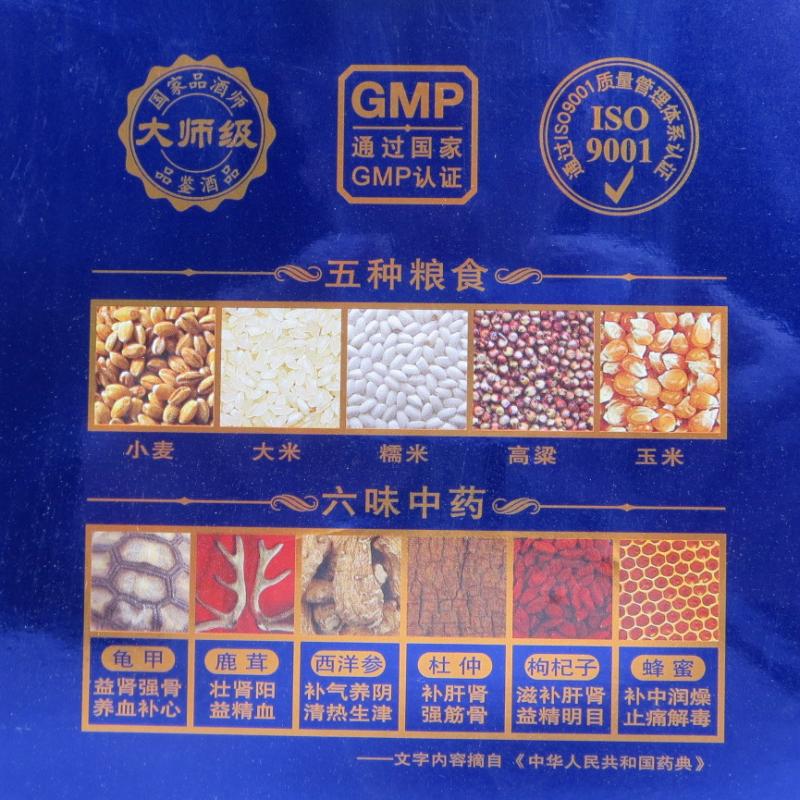 国家品酒师
大师级
品鉴酒品
GMP
通过国家
GMP认证
通过ISO9001质量管理体系认证
ISO
9001
五种粮食
小麦 大米 糯米 高粱 玉米
六味中药
龟甲 鹿茸 西洋参 杜仲 枸杞子 蜂蜜
益肾强骨 壮肾阳 补气养阴 补肝肾 滋补肝肾 补中润燥
养血补心 益精血 清热生津 强筋骨 益精明目 止痛解毒
——文字内容摘自《中华人民共和国药典》